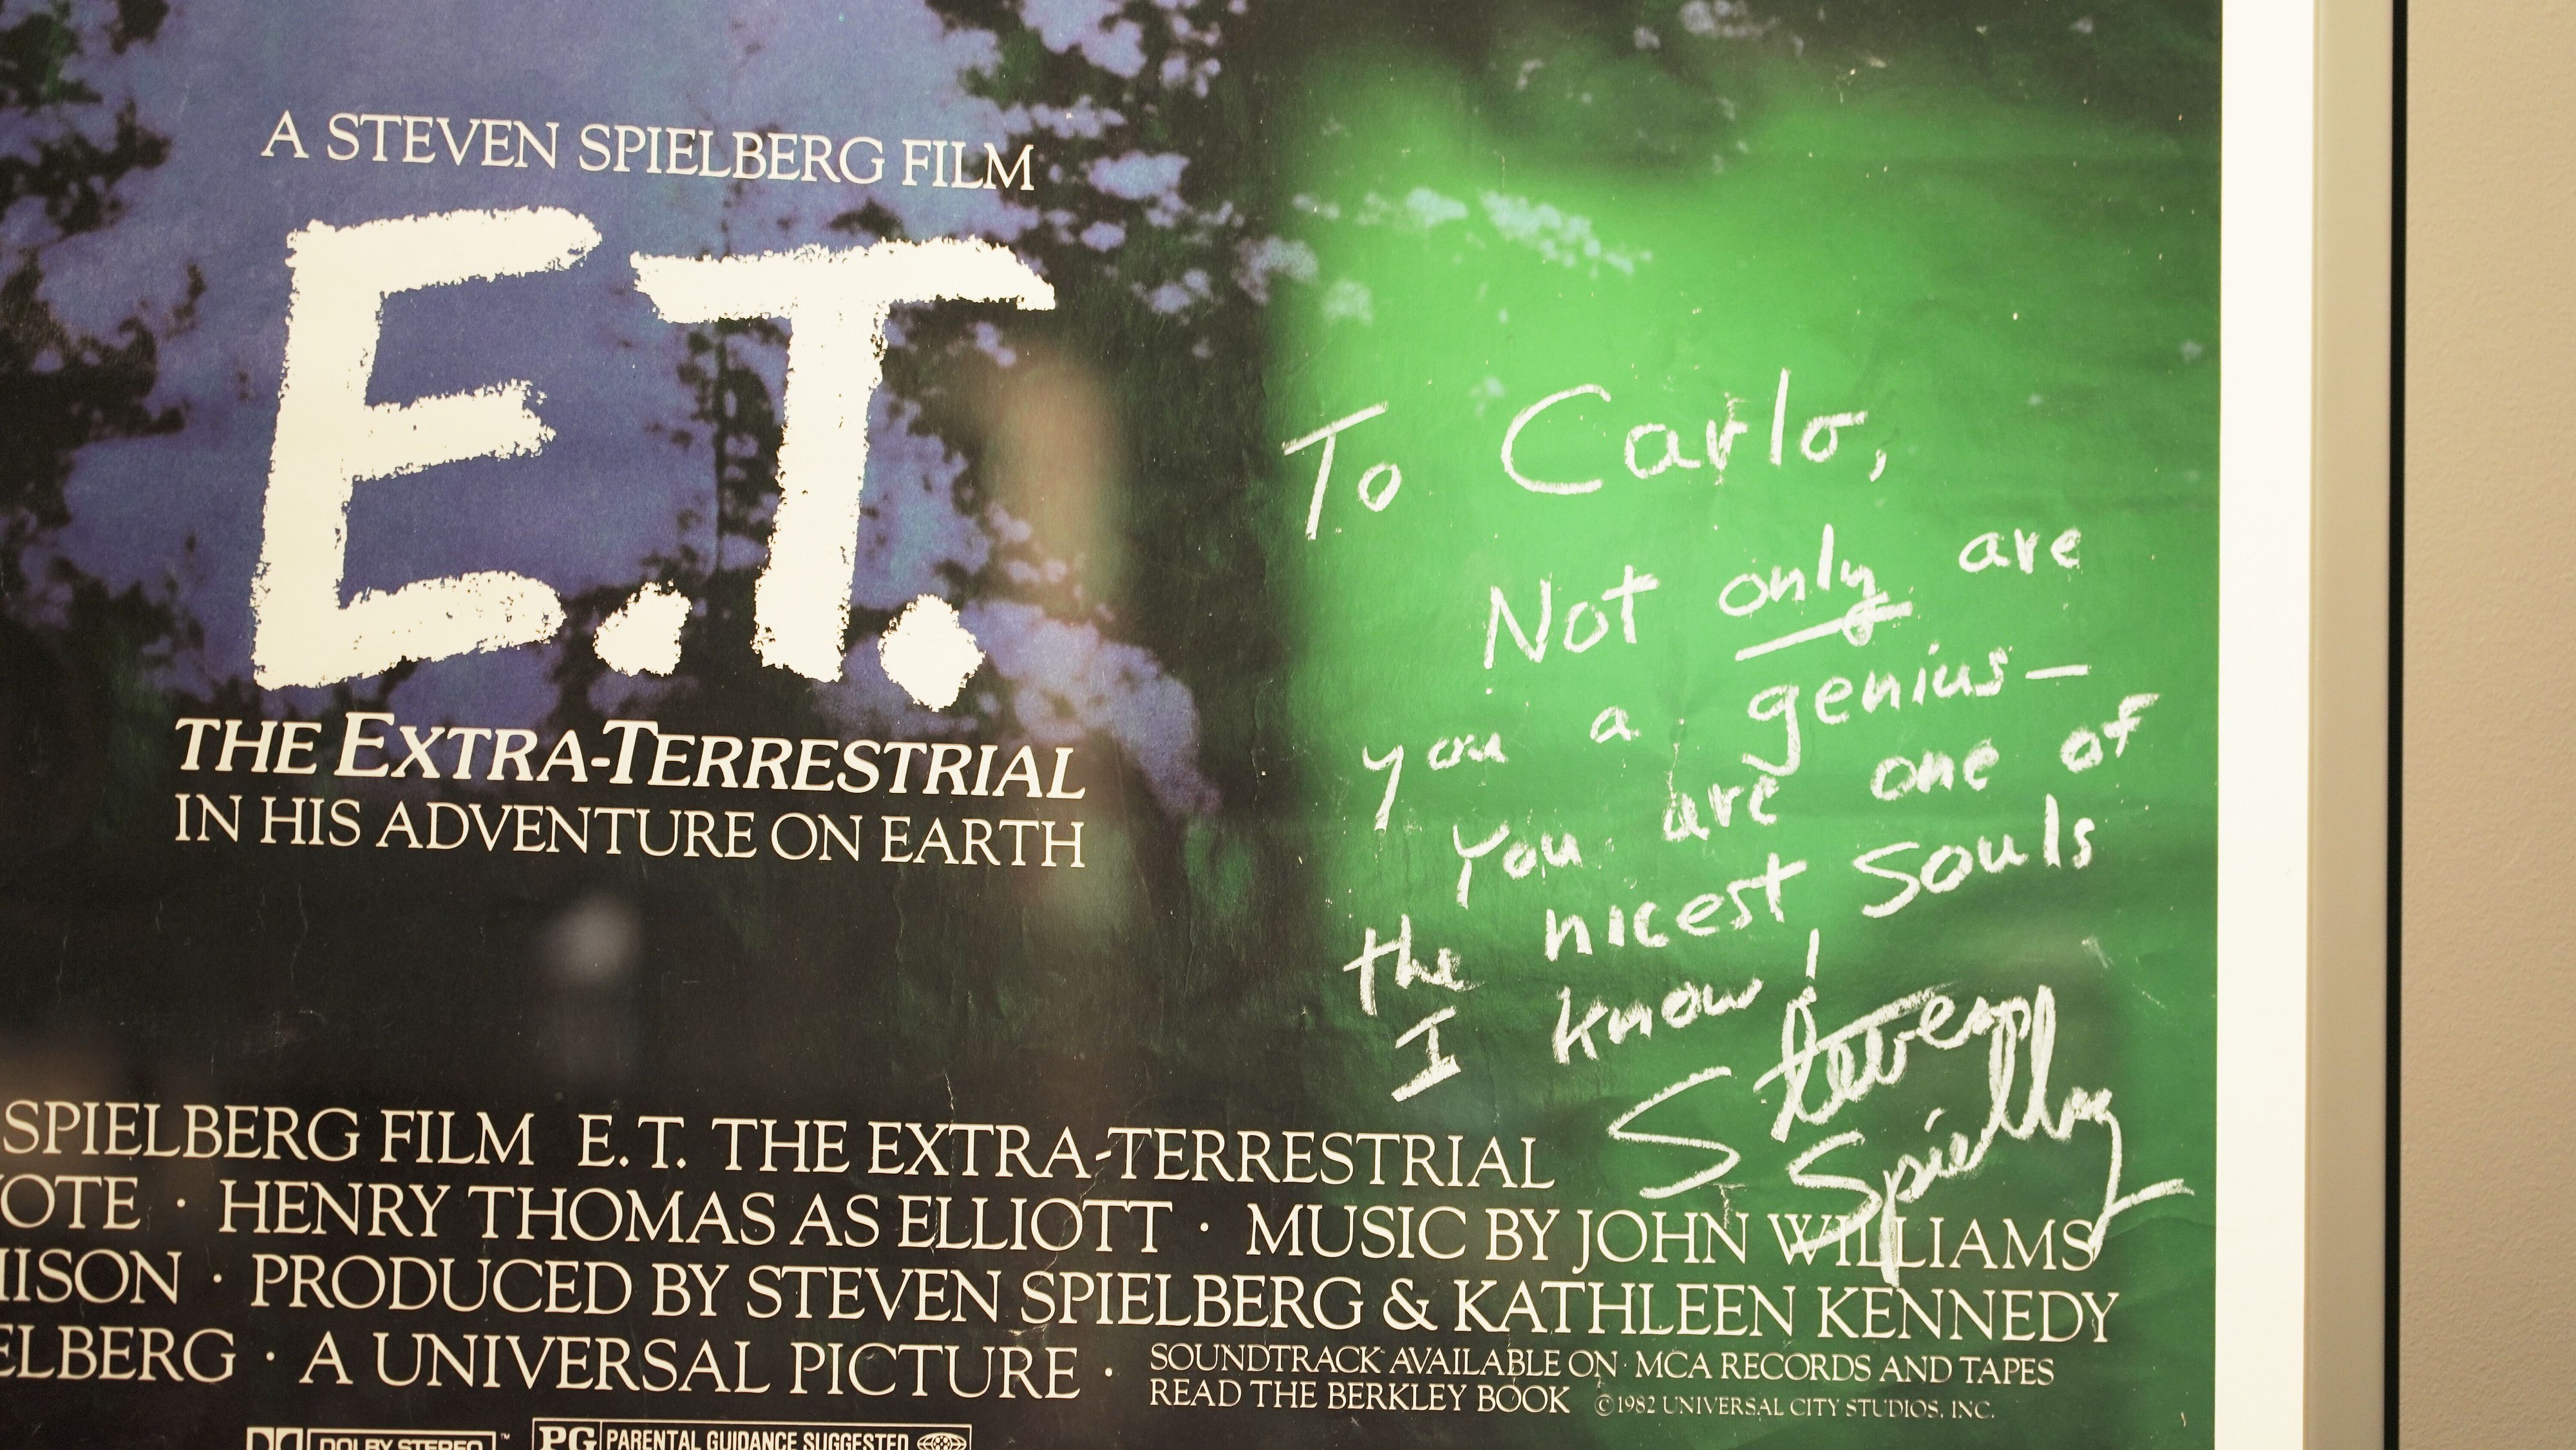 A STEVEN SPIELBERG FILM
E.T.
THE EXTRA-TERRESTRIAL
IN HIS ADVENTURE ON EARTH
To Carlo,
Not only are
you a genius—
You are one of
the nicest souls
I know!
Steven
Spielberg
SPIELBERG FILM E.T. THE EXTRA-TERRESTRIAL
OTE · HENRY THOMAS AS ELLIOTT · MUSIC BY JOHN WILLIAMS
ISON · PRODUCED BY STEVEN SPIELBERG & KATHLEEN KENNEDY
ELBERG · A UNIVERSAL PICTURE ·
SOUNDTRACK AVAILABLE ON MCA RECORDS AND TAPES
READ THE BERKLEY BOOK ©1982 UNIVERSAL CITY STUDIOS, INC.
DOLBY STEREO ™ PG PARENTAL GUIDANCE SUGGESTED